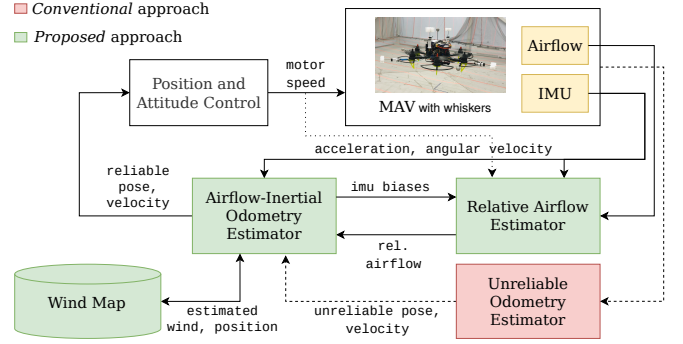 Conventional approach
Proposed approach
Position and
Attitude Control
motor
speed
MAV with whiskers
Airflow
IMU
acceleration, angular velocity
reliable
pose,
velocity
Airflow-Inertial
Odometry
Estimator
imu biases
Relative Airflow
Estimator
rel.
airflow
Wind Map
estimated
wind, position
unreliable pose,
velocity
Unreliable
Odometry
Estimator